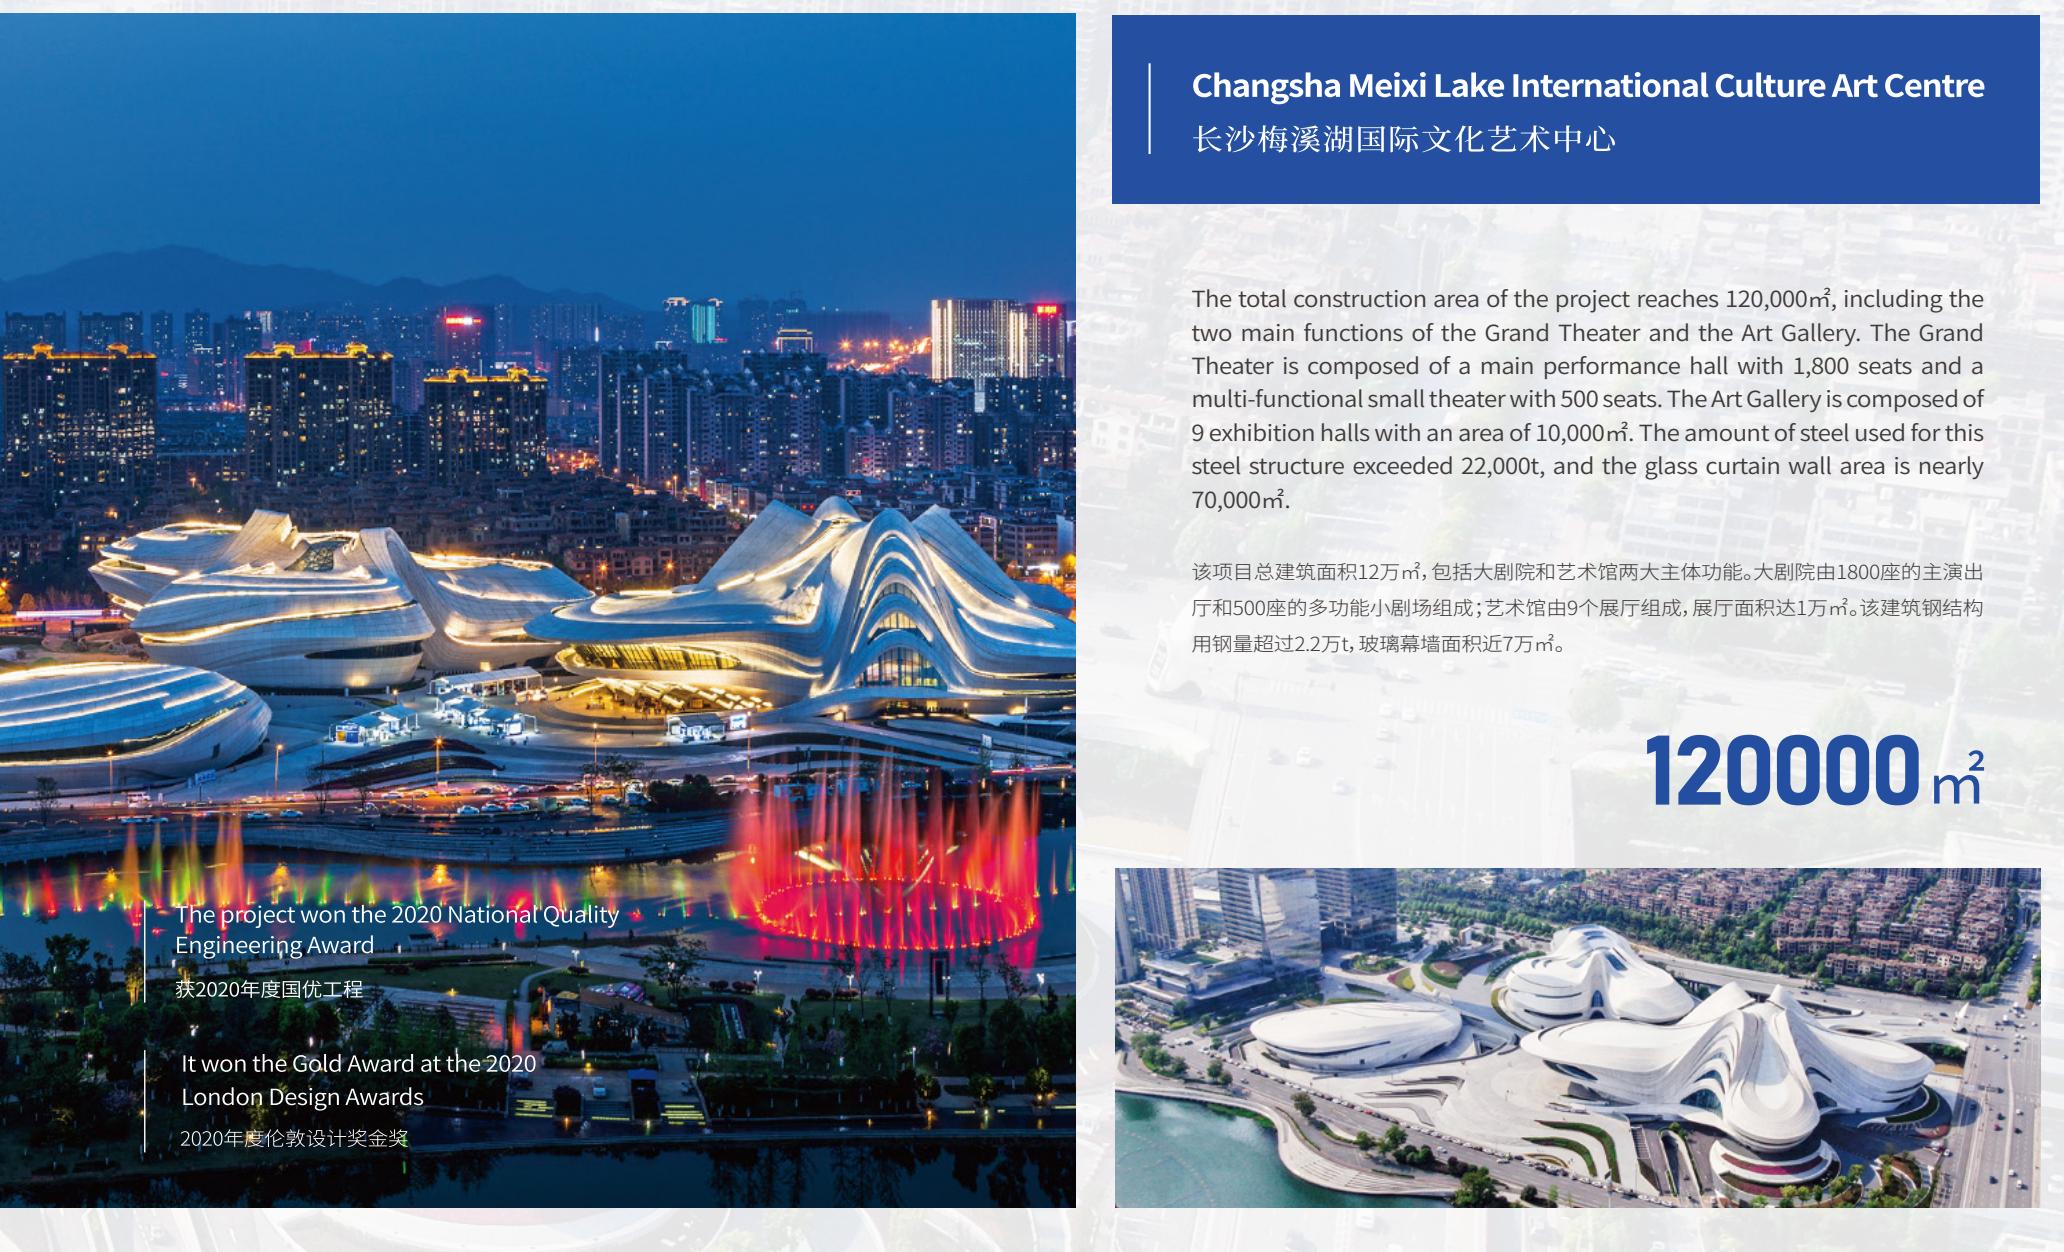 The project won the 2020 National Quality
Engineering Award
获2020年度国优工程
It won the Gold Award at the 2020
London Design Awards
2020年度伦敦设计奖金奖
Changsha Meixi Lake International Culture Art Centre
长沙梅溪湖国际文化艺术中心
The total construction area of the project reaches 120,000㎡, including the
two main functions of the Grand Theater and the Art Gallery. The Grand
Theater is composed of a main performance hall with 1,800 seats and a
multi-functional small theater with 500 seats. The Art Gallery is composed of
9 exhibition halls with an area of 10,000㎡. The amount of steel used for this
steel structure exceeded 22,000t, and the glass curtain wall area is nearly
70,000㎡.
该项目总建筑面积12万㎡，包括大剧院和艺术馆两大主体功能。大剧院由1800座的主演出
厅和500座的多功能小剧场组成；艺术馆由9个展厅组成，展厅面积达1万㎡。该建筑钢结构
用钢量超过2.2万t，玻璃幕墙面积近7万㎡。
120000㎡